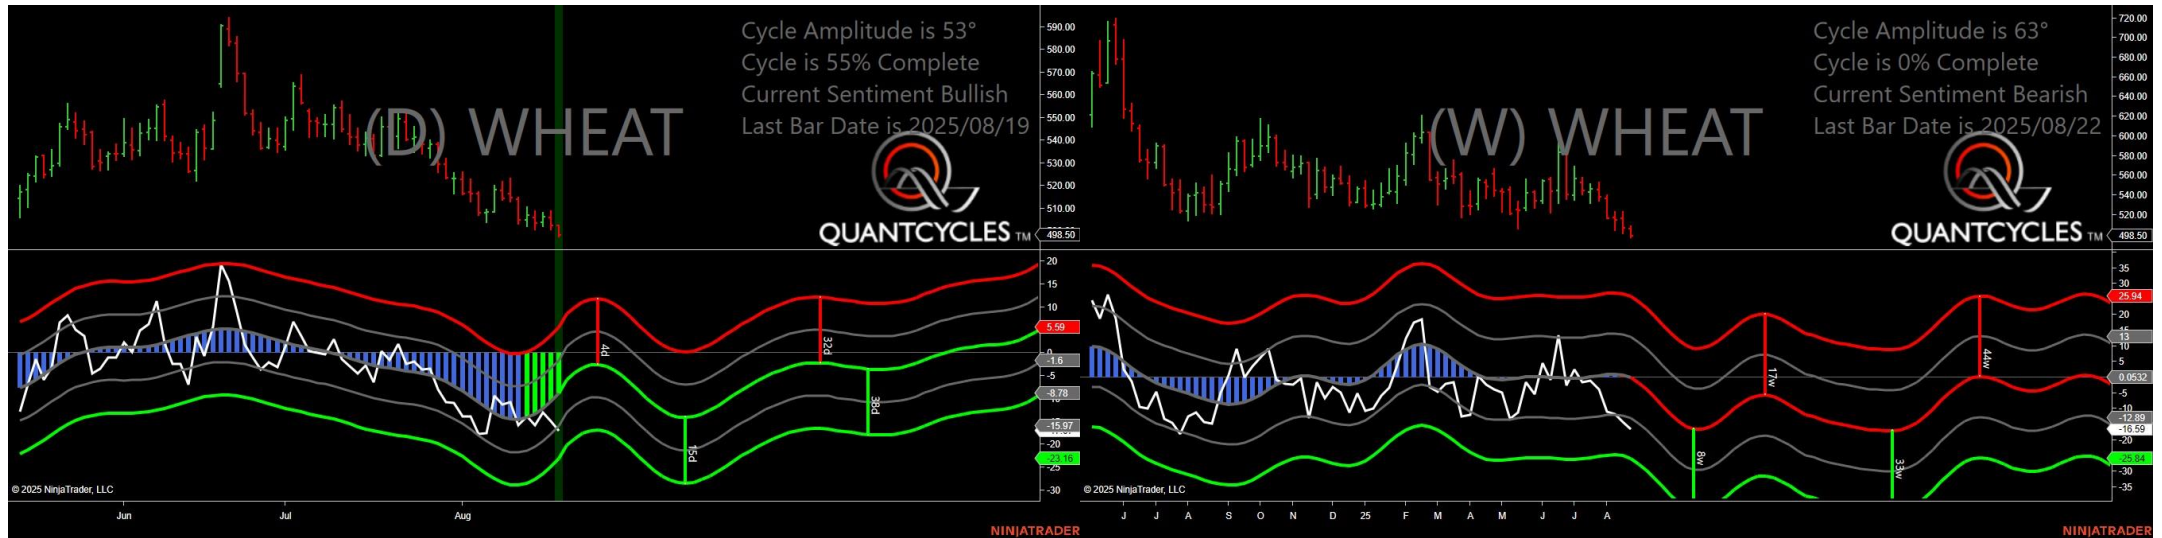 Cycle Amplitude is 53°
Cycle is 55% Complete
Current Sentiment Bullish
Last Bar Date is 2025/08/19
(D) WHEAT
QUANTCYCLES TM
590.00
580.00
570.00
560.00
550.00
540.00
530.00
520.00
510.00
498.50
20
15
10
5.59
0
-1.6
-5
-8.78
-15.97
-20
-23.16
-25
-30
4d
15d
32d
38d
© 2025 NinjaTrader, LLC
Jun
Jul
Aug
NINJATRADER
Cycle Amplitude is 63°
Cycle is 0% Complete
Current Sentiment Bearish
Last Bar Date is 2025/08/22
(W) WHEAT
QUANTCYCLES TM
720.00
700.00
680.00
660.00
640.00
620.00
600.00
580.00
560.00
540.00
520.00
498.50
35
30
25.94
20
15
13
10
5
0.0532
-5
-10
-12.89
-16.59
-20
-25.84
-30
-35
8w
17w
33w
44w
© 2025 NinjaTrader, LLC
J
J
A
S
O
N
D
25
F
M
A
M
J
J
A
NINJATRADER